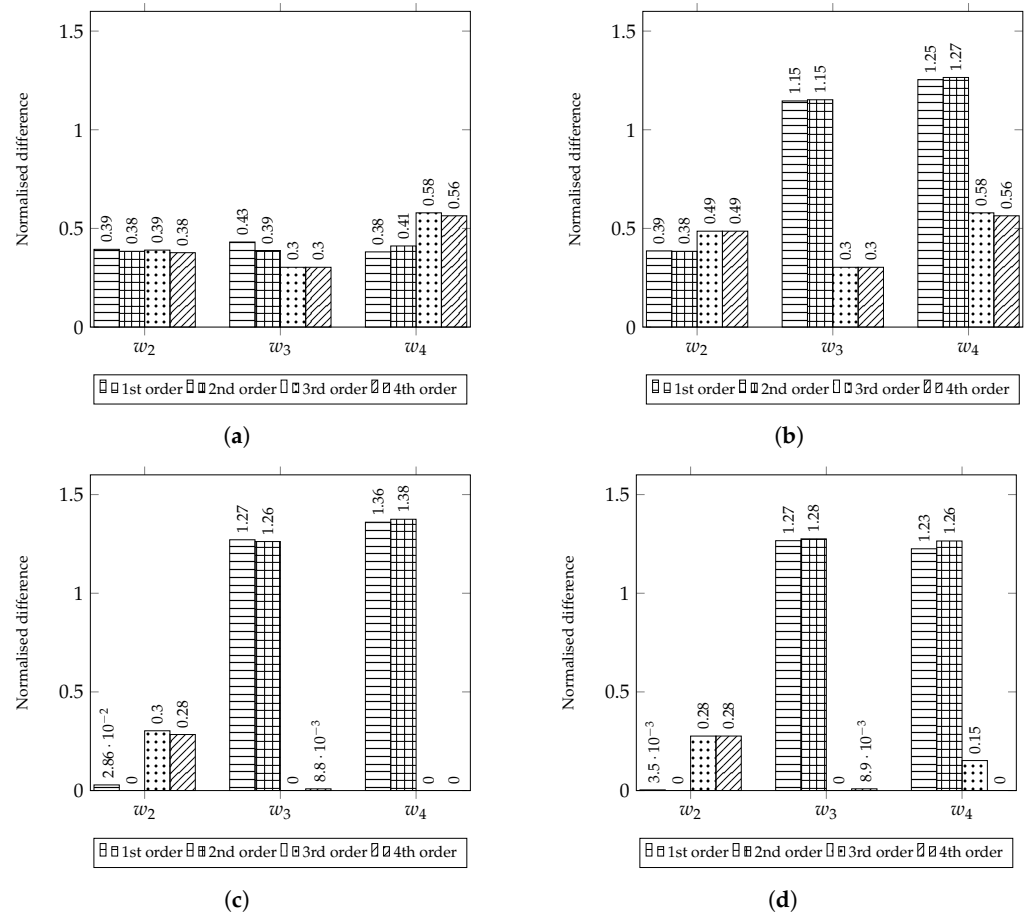 1.5
1
0.5
0
Normalised difference
0.39
0.38
0.39
0.38
0.43
0.39
0.3
0.3
0.38
0.41
0.58
0.56
w2
w3
w4
1st order 2nd order 3rd order 4th order
(a)
1.5
1
0.5
0
Normalised difference
0.39
0.38
0.49
0.49
1.15
1.15
0.3
0.3
1.25
1.27
0.58
0.56
w2
w3
w4
1st order 2nd order 3rd order 4th order
(b)
1.5
1
0.5
0
Normalised difference
2.86 · 10−2
0
0.3
0.28
1.27
1.26
0
8.8 · 10−3
1.36
1.38
0
0
w2
w3
w4
1st order 2nd order 3rd order 4th order
(c)
1.5
1
0.5
0
Normalised difference
3.5 · 10−3
0
0.28
0.28
1.27
1.28
0
8.9 · 10−3
1.23
1.26
0.15
0
w2
w3
w4
1st order 2nd order 3rd order 4th order
(d)